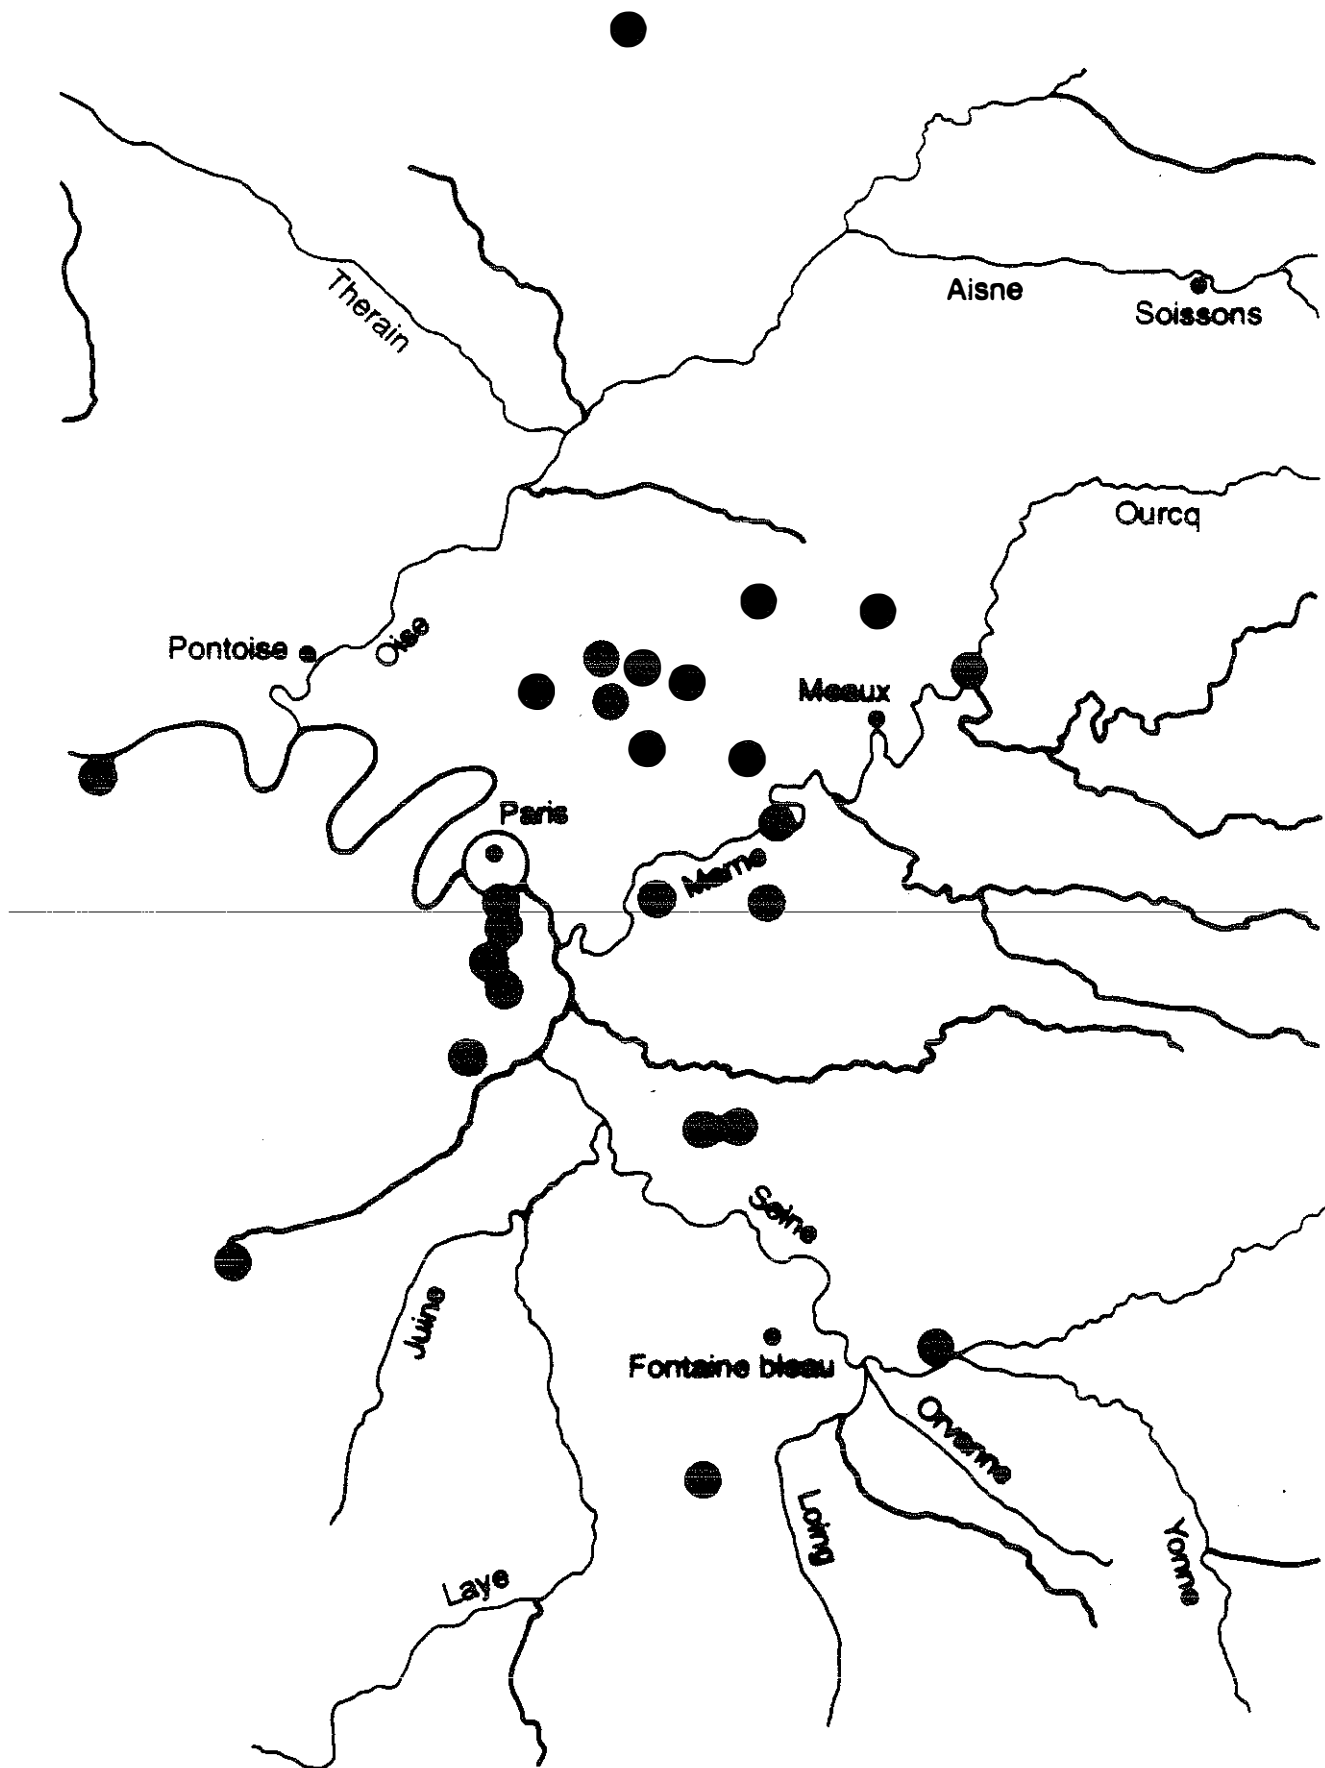 Therain
Aisne
Soissons
Ourcq
Pontoise
Oise
Meaux
Paris
Marne
Seine
Juine
Fontaine bleau
Orvanne
Loing
Yonne
Laye